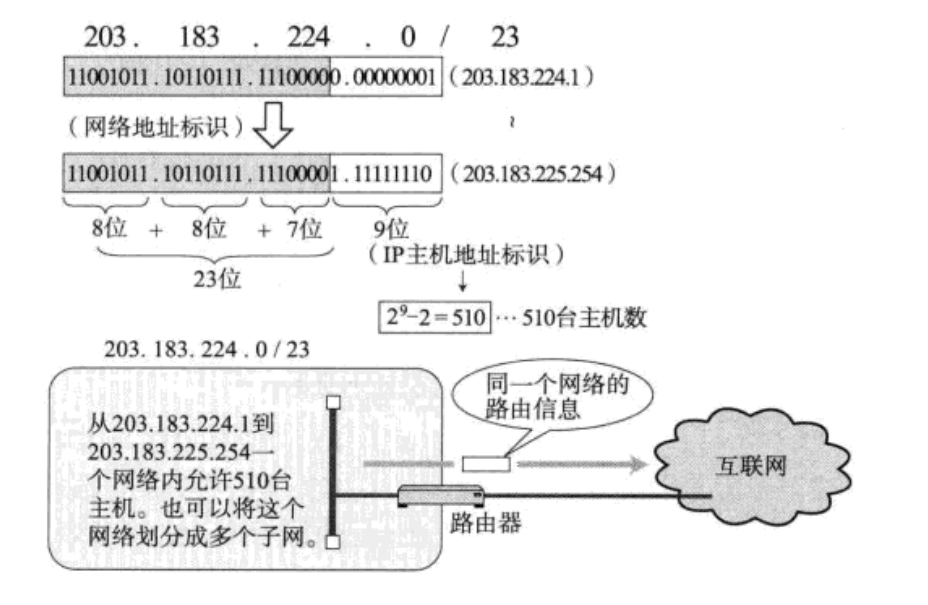 203. 183 . 224 . 0 / 23
11001011 . 10110111 . 11100000 . 00000001 (203.183.224.1)
(网络地址标识) ~
11001011 . 10110111 . 11100001 . 11111110 (203.183.225.254)
8位 + 8位 + 7位 9位
(IP主机地址标识)
23位
2⁹-2=510 … 510台主机数
203. 183. 224 . 0 / 23
同一个网络的
路由信息
从203.183.224.1到
203.183.225.254一
个网络内允许510台
主机。也可以将这个
网络划分成多个子网。
互联网
路由器